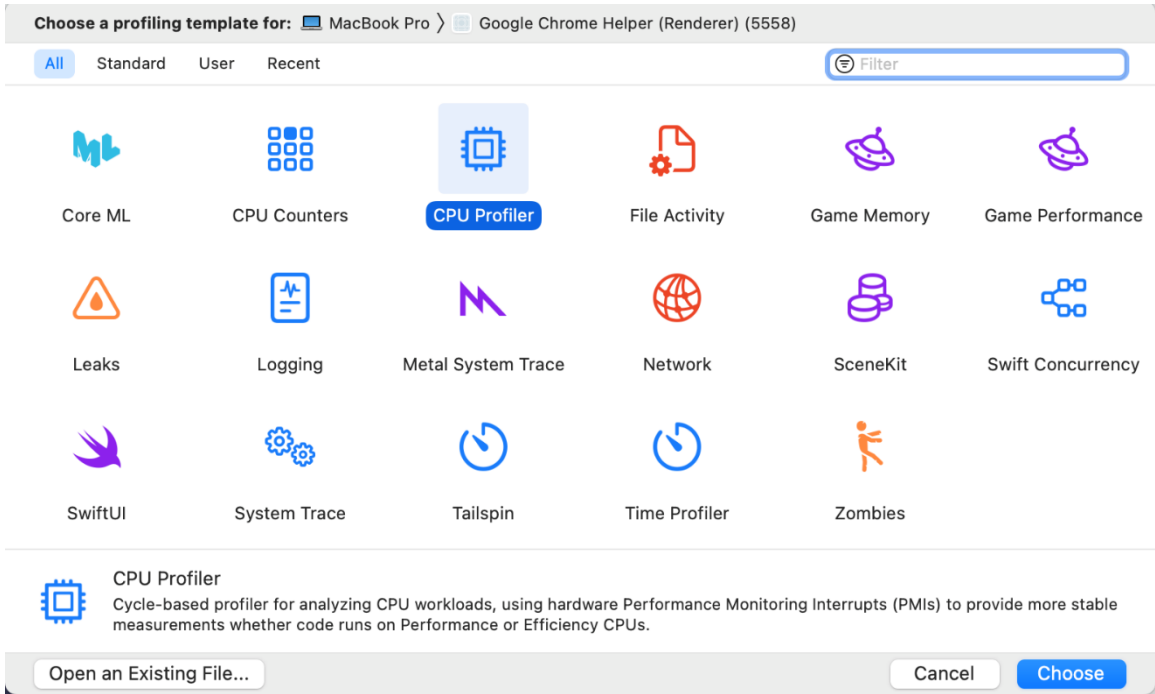 Choose a profiling template for: MacBook Pro 〉 Google Chrome Helper (Renderer) (5558)
All Standard User Recent Filter
ML
Core ML CPU Counters CPU Profiler File Activity Game Memory Game Performance
Leaks Logging Metal System Trace Network SceneKit Swift Concurrency
SwiftUI System Trace Tailspin Time Profiler Zombies
CPU Profiler
Cycle-based profiler for analyzing CPU workloads, using hardware Performance Monitoring Interrupts (PMIs) to provide more stable
measurements whether code runs on Performance or Efficiency CPUs.
Open an Existing File... Cancel Choose